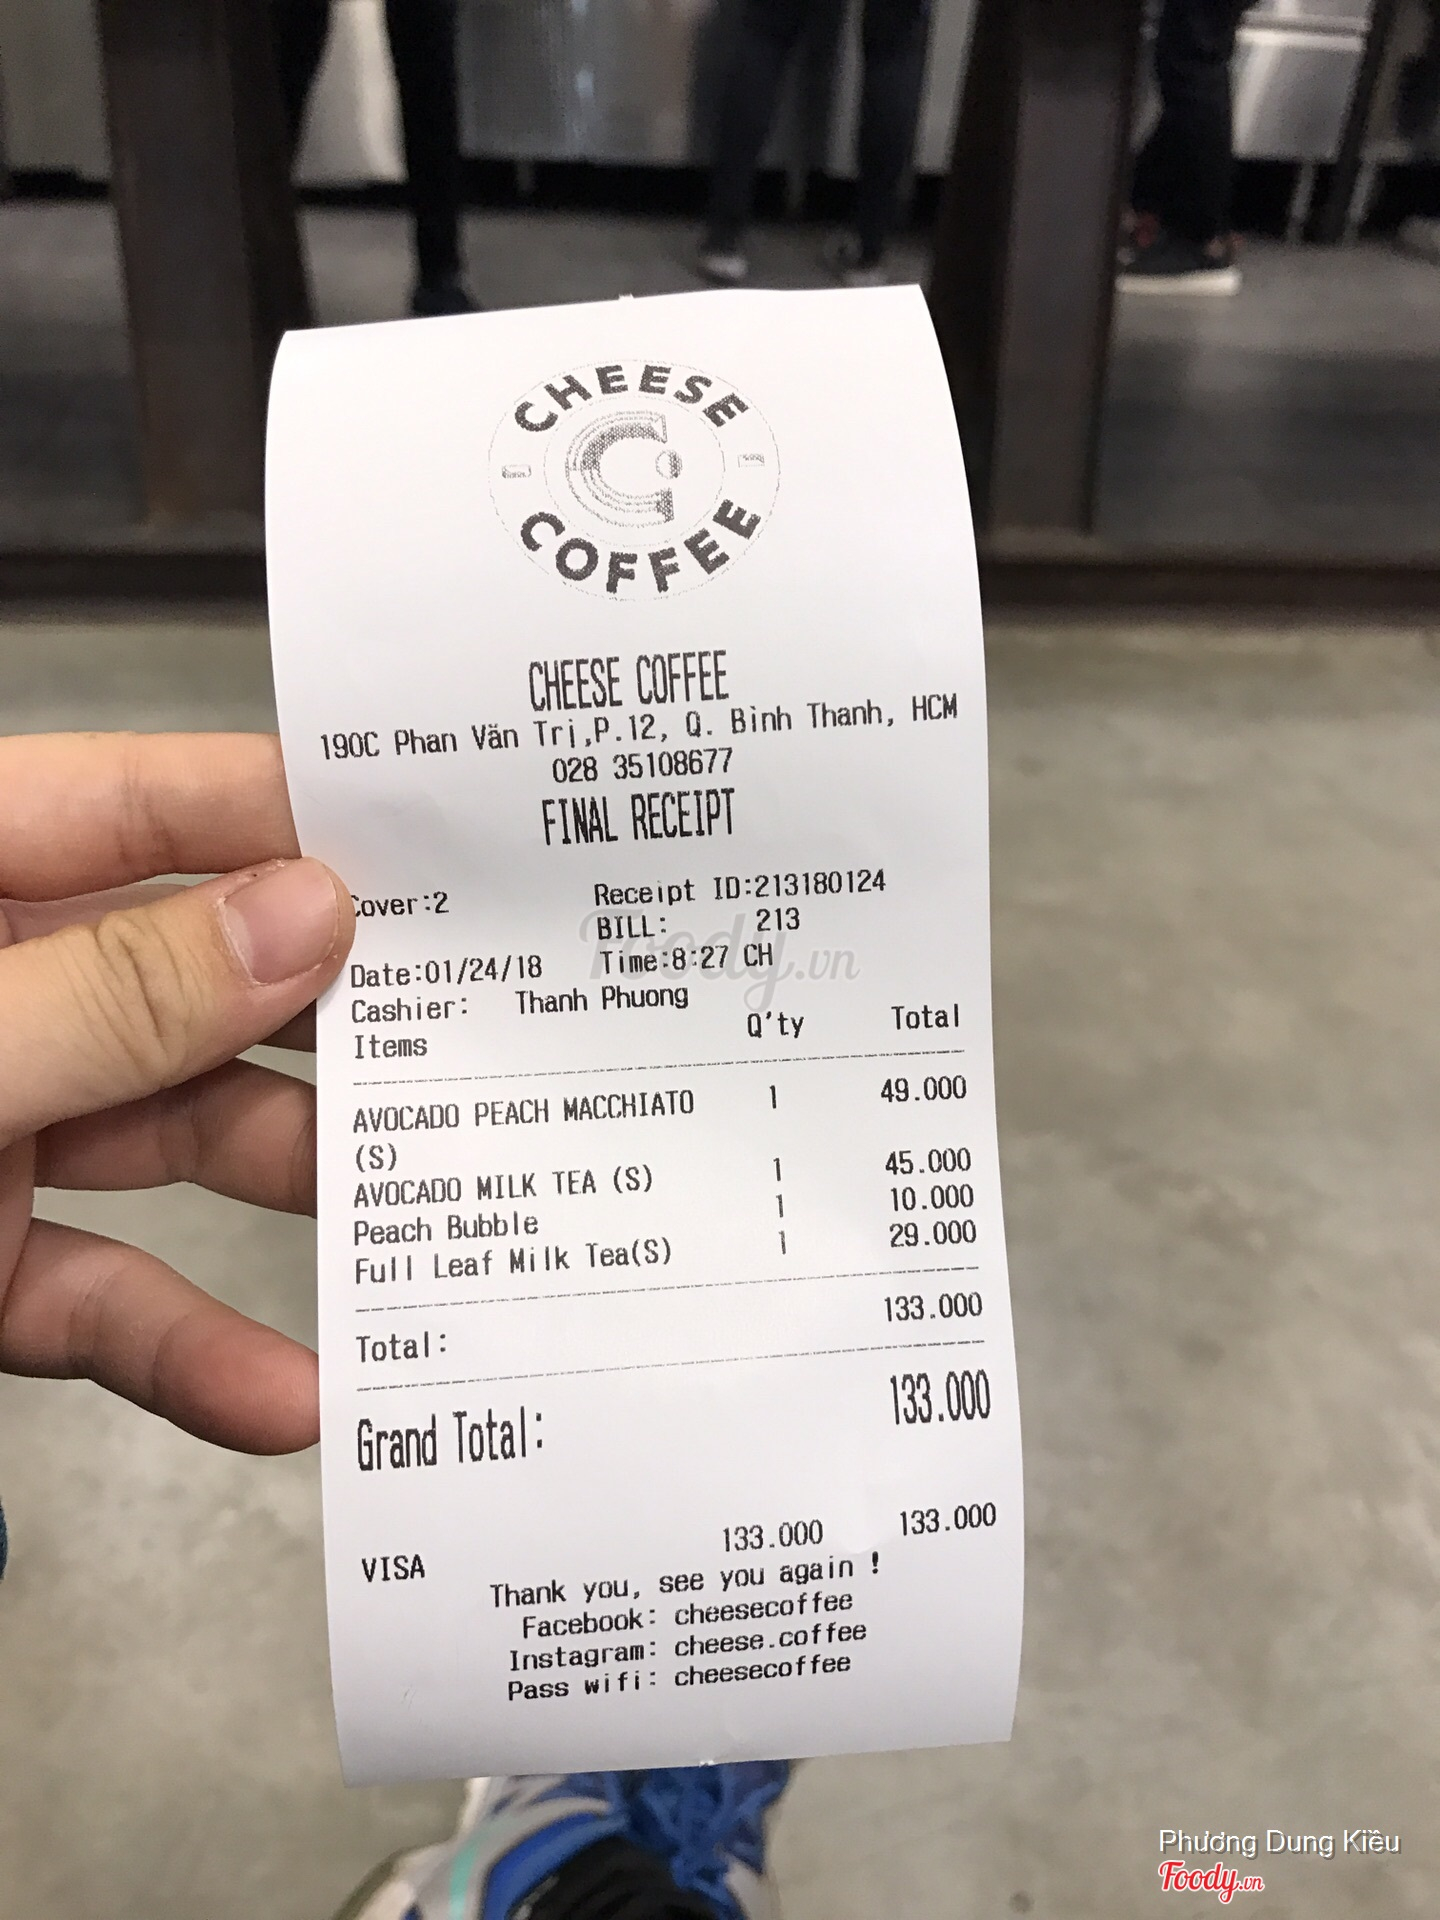 CHEESE
COFFEE
CHEESE COFFEE
190C Phan Văn Trị,P.12, Q. Bình Thanh, HCM
028 35108677
FINAL RECEIPT
Cover:2 Receipt ID:213180124
BILL: 213
Date:01/24/18 Time:8:27 CH
Cashier: Thanh Phuong
Items Q'ty Total
AVOCADO PEACH MACCHIATO 1 49.000
(S)
AVOCADO MILK TEA (S) 1 45.000
Peach Bubble 1 10.000
Full Leaf Milk Tea(S) 1 29.000
Total: 133.000
Grand Total: 133.000
VISA 133.000 133.000
Thank you, see you again !
Facebook: cheesecoffee
Instagram: cheese.coffee
Pass wifi: cheesecoffee
Foody.vn
Phương Dung Kiều
Foody.vn